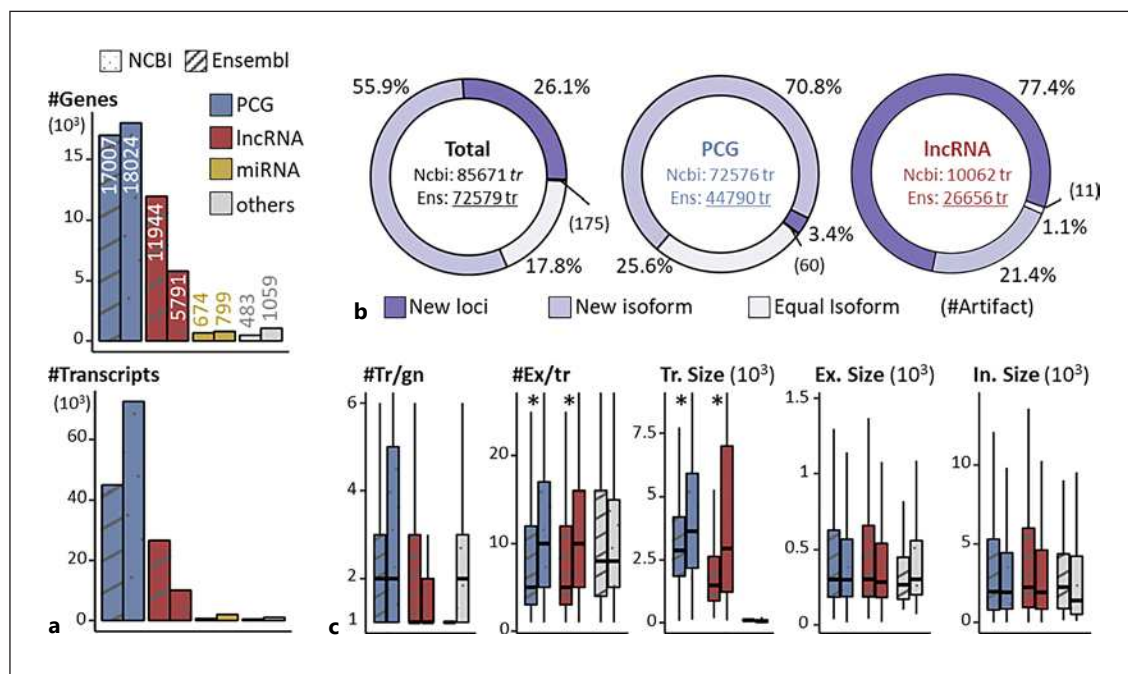 NCBI Ensembl
#Genes
(10³)
15
10
5
0
17007
18024
11944
5791
674
799
483
1059
PCG
lncRNA
miRNA
others
#Transcripts
(10³)
60
40
20
0
a
55.9%
26.1%
Total
Ncbi: 85671 tr
Ens: 72579 tr
(175)
17.8%
70.8%
PCG
Ncbi: 72576 tr
Ens: 44790 tr
3.4%
(60)
25.6%
77.4%
lncRNA
Ncbi: 10062 tr
Ens: 26656 tr
(11)
1.1%
21.4%
b
New loci New isoform Equal Isoform (#Artifact)
#Tr/gn
6
4
2
1
#Ex/tr
* *
20
10
0
Tr. Size (10³)
* *
7.5
5
2.5
0
Ex. Size (10³)
1.5
1
0.5
0
In. Size (10³)
10
5
0
c